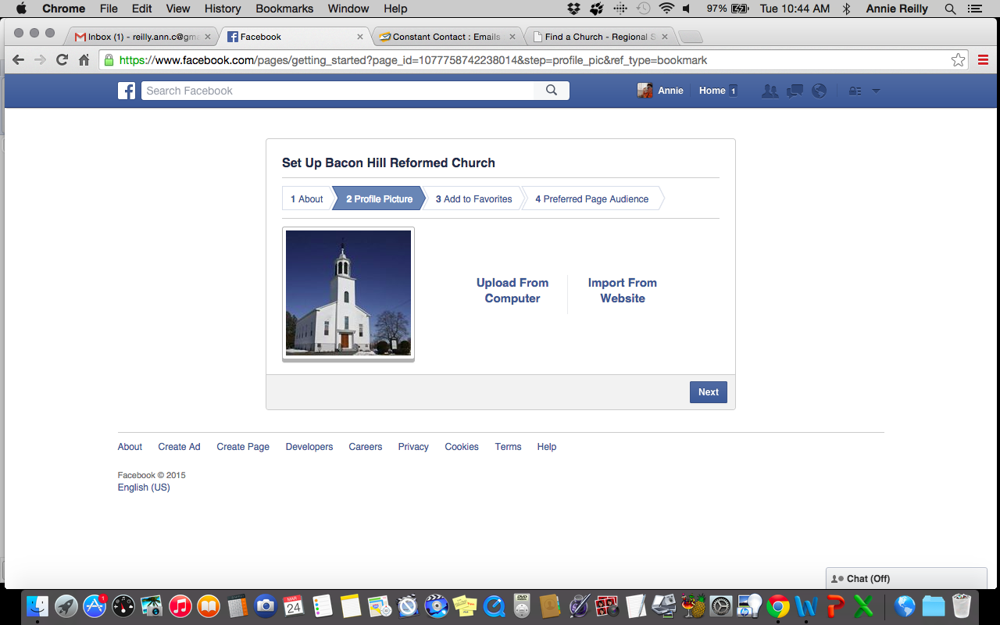 Chrome File Edit View History Bookmarks Window Help 97% Tue 10:44 AM Annie Reilly
Inbox (1) - reilly.ann.c@gma Facebook Constant Contact : Emails Find a Church - Regional S
https://www.facebook.com/pages/getting_started?page_id=1077758742238014&step=profile_pic&ref_type=bookmark
Search Facebook Annie Home 1
Set Up Bacon Hill Reformed Church
1 About 2 Profile Picture 3 Add to Favorites 4 Preferred Page Audience
Upload From
Computer
Import From
Website
Next
About Create Ad Create Page Developers Careers Privacy Cookies Terms Help
Facebook © 2015
English (US)
Chat (Off)
1
MAR
24
DVD